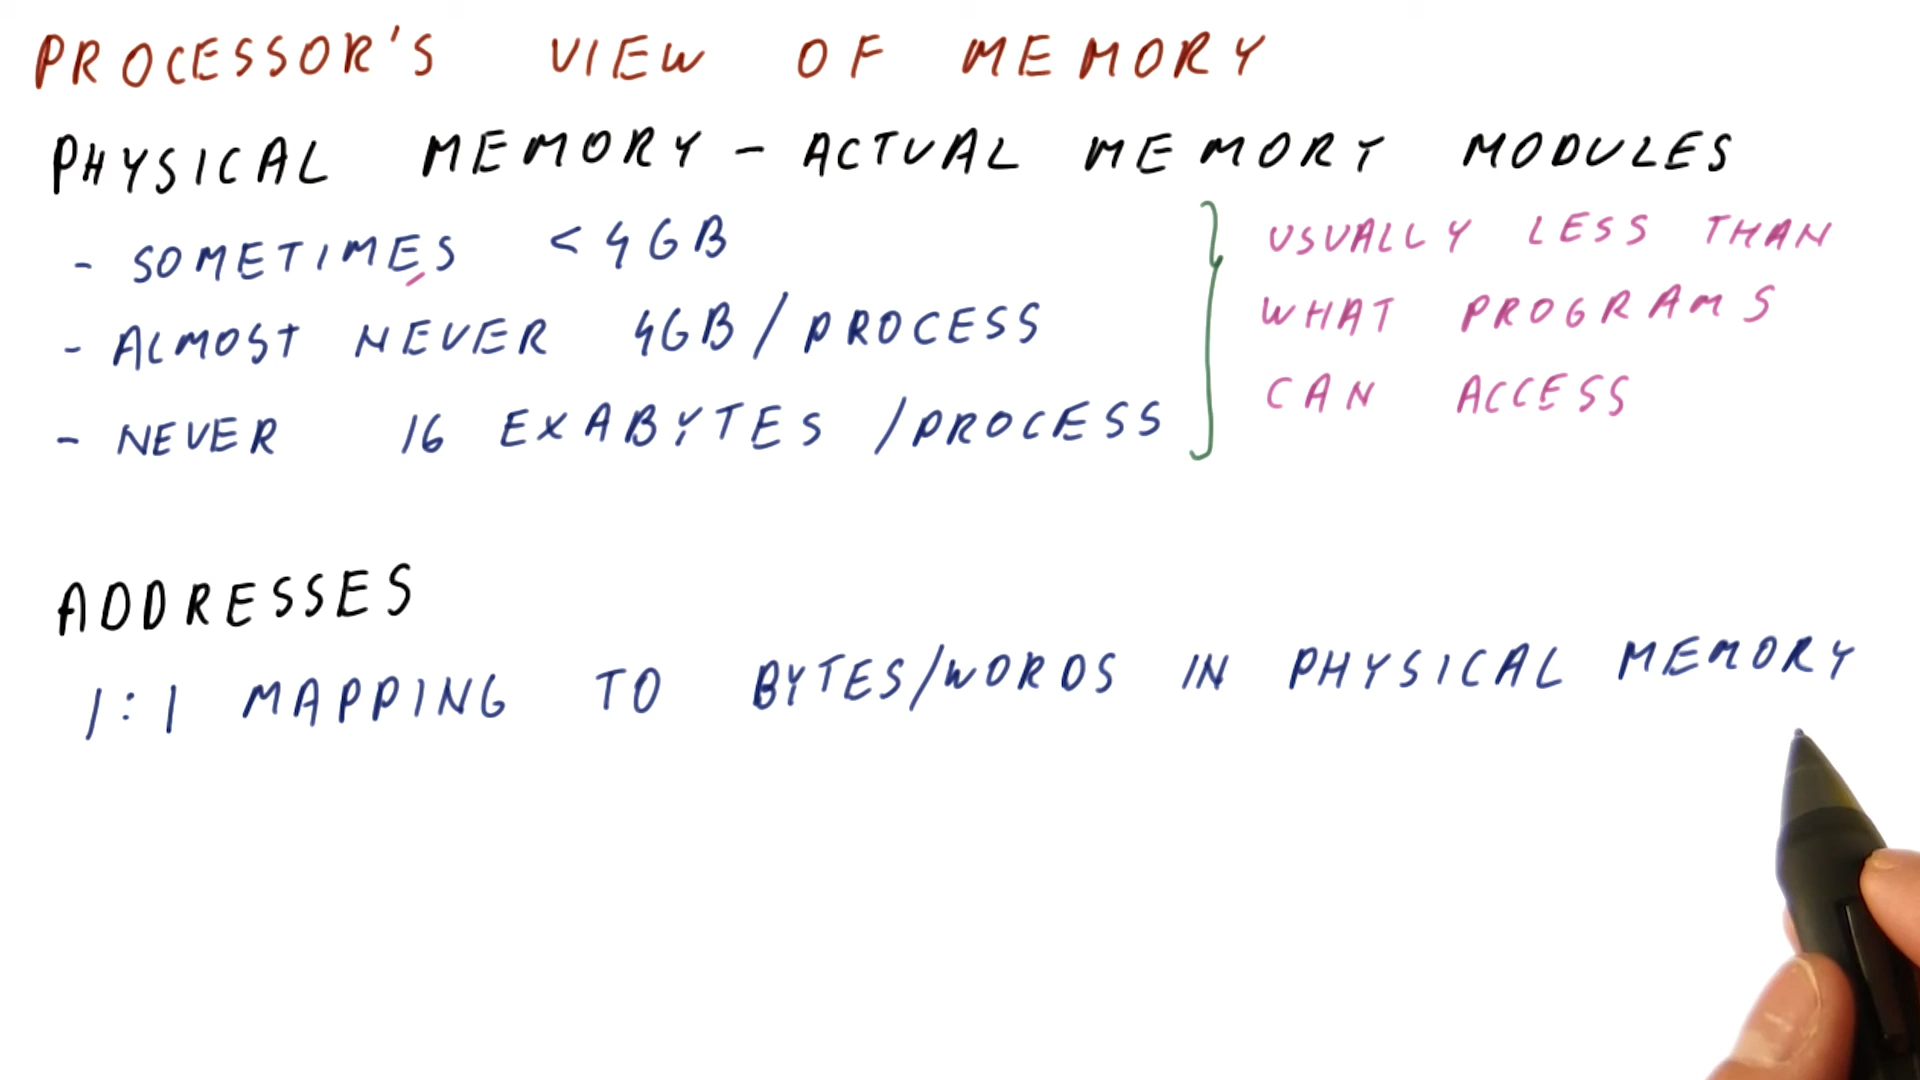 PROCESSOR'S VIEW OF MEMORY
PHYSICAL MEMORY - ACTUAL MEMORY MODULES
- SOMETIMES < 4GB
- ALMOST NEVER 4GB/PROCESS
- NEVER 16 EXABYTES /PROCESS
USUALLY LESS THAN
WHAT PROGRAMS
CAN ACCESS
ADDRESSES
1:1 MAPPING TO BYTES/WORDS IN PHYSICAL MEMORY